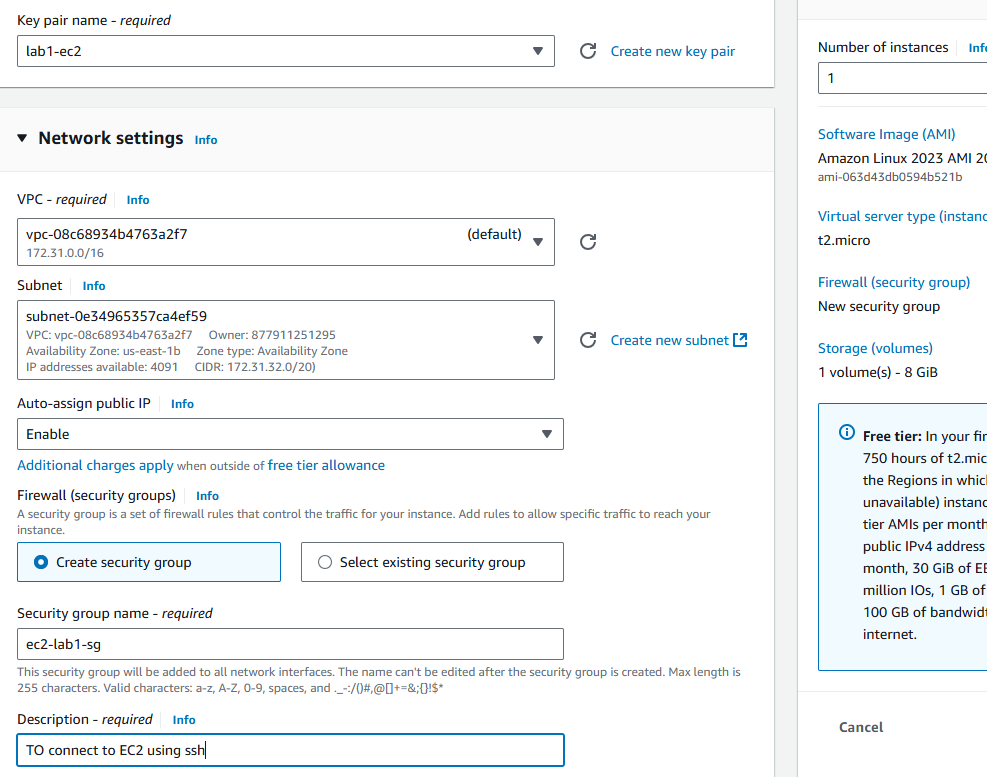 Key pair name - required
lab1-ec2
Create new key pair
Network settings Info
VPC - required Info
vpc-08c68934b4763a2f7 (default)
172.31.0.0/16
Subnet Info
subnet-0e34965357ca4ef59
VPC: vpc-08c68934b4763a2f7 Owner: 877911251295
Availability Zone: us-east-1b Zone type: Availability Zone
IP addresses available: 4091 CIDR: 172.31.32.0/20)
Create new subnet
Auto-assign public IP Info
Enable
Additional charges apply when outside of free tier allowance
Firewall (security groups) Info
A security group is a set of firewall rules that control the traffic for your instance. Add rules to allow specific traffic to reach your
instance.
Create security group
Select existing security group
Security group name - required
ec2-lab1-sg
This security group will be added to all network interfaces. The name can't be edited after the security group is created. Max length is
255 characters. Valid characters: a-z, A-Z, 0-9, spaces, and ._-:/()#,@[]+=&;{}!$*
Description - required Info
TO connect to EC2 using ssh
Number of instances Info
1
Software Image (AMI)
Amazon Linux 2023 AMI 20
ami-063d43db0594b521b
Virtual server type (instanc
t2.micro
Firewall (security group)
New security group
Storage (volumes)
1 volume(s) - 8 GiB
Free tier: In your fir
750 hours of t2.mic
the Regions in which
unavailable) instanc
tier AMIs per month
public IPv4 address
month, 30 GiB of EB
million IOs, 1 GB of
100 GB of bandwidt
internet.
Cancel